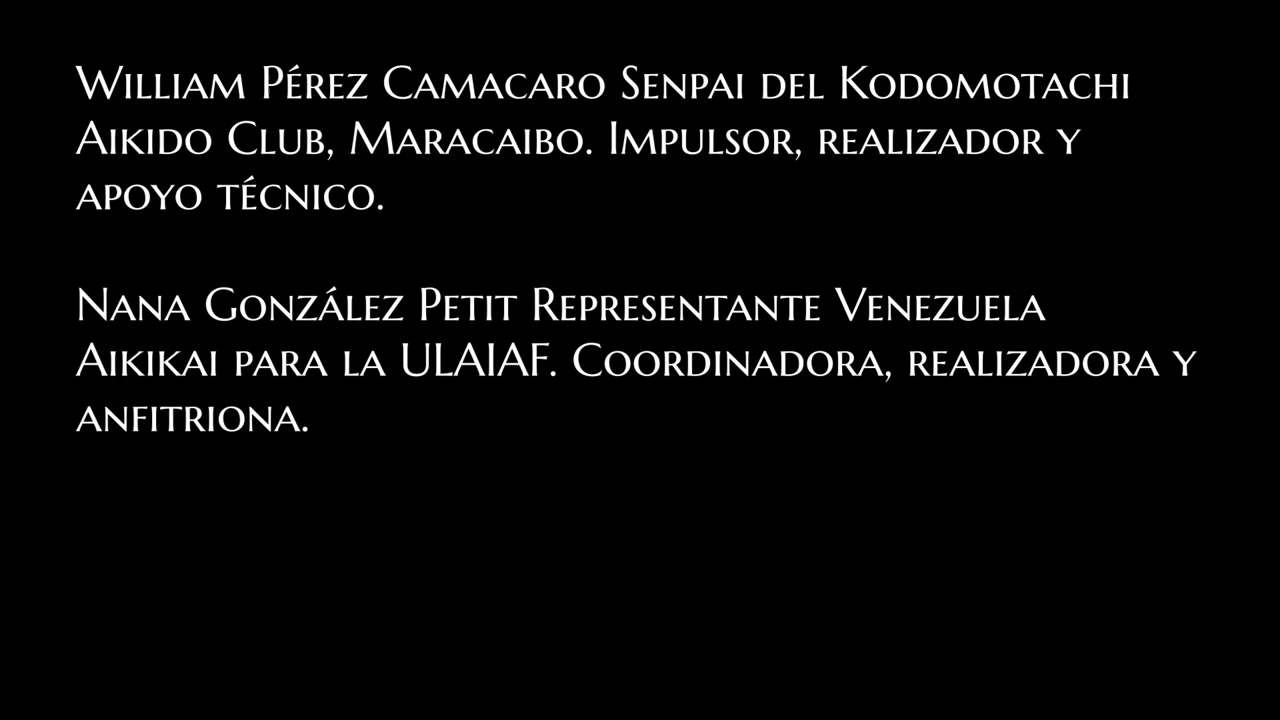 William Pérez Camacaro Senpai del Kodomotachi
Aikido Club, Maracaibo. Impulsor, realizador y
apoyo técnico.
Nana González Petit Representante Venezuela
Aikikai para la ULAIAF. Coordinadora, realizadora y
anfitriona.